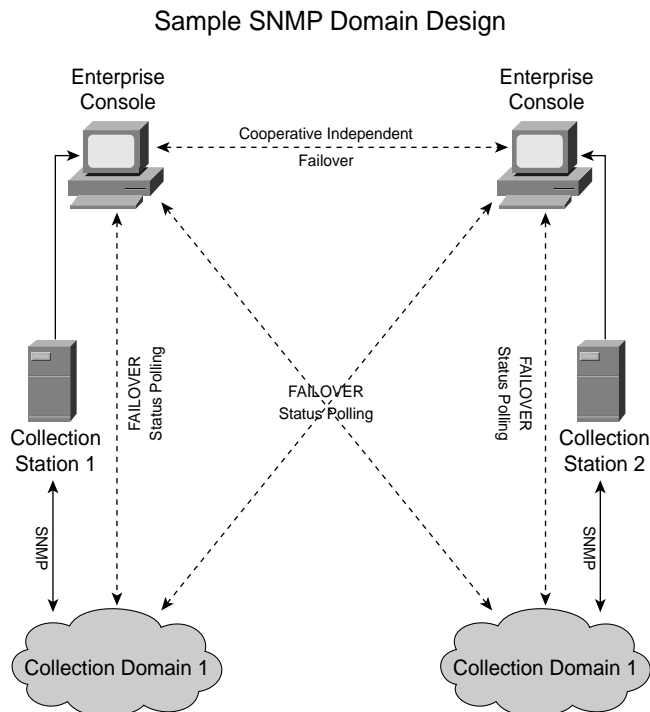 Sample SNMP Domain Design
Enterprise
Console
Enterprise
Console
Cooperative Independent
Failover
FAILOVER
Status Polling
FAILOVER
Status Polling
FAILOVER
Status Polling
Collection
Station 1
Collection
Station 2
SNMP
SNMP
Collection Domain 1
Collection Domain 1